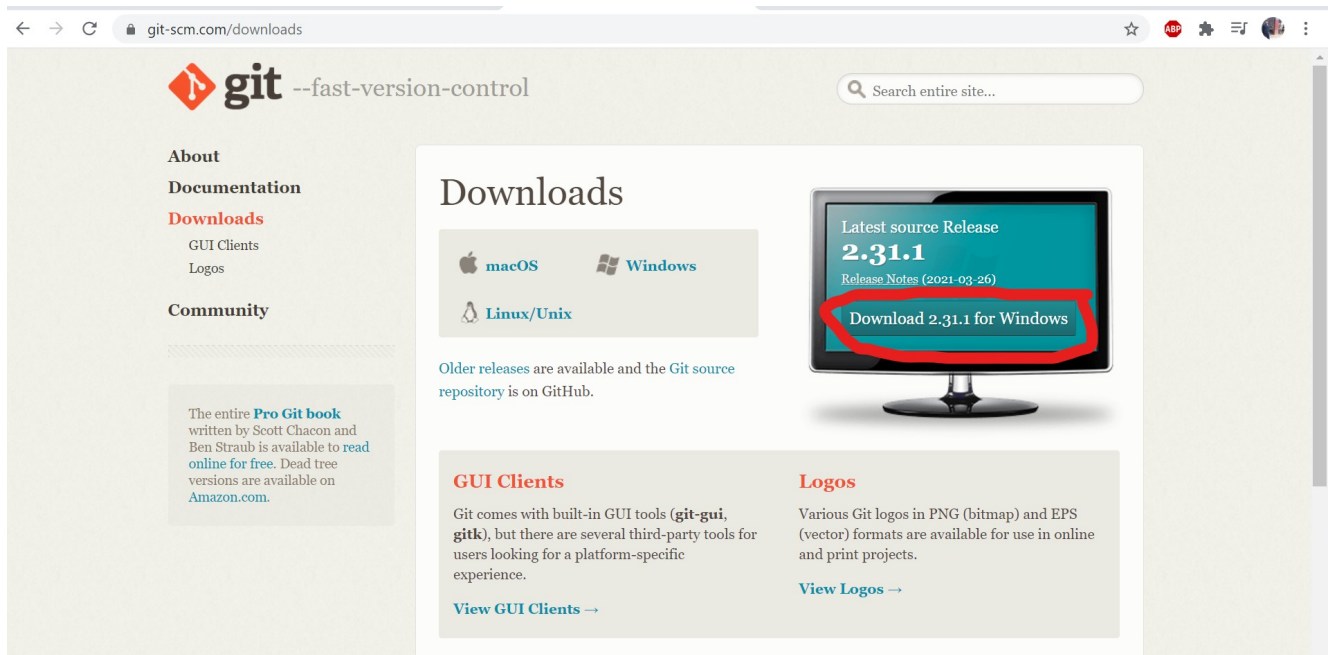 git-scm.com/downloads
ABP
git --fast-version-control
Search entire site...
About
Documentation
Downloads
GUI Clients
Logos
Community
The entire Pro Git book
written by Scott Chacon and
Ben Straub is available to read
online for free. Dead tree
versions are available on
Amazon.com.
Downloads
macOS
Windows
Linux/Unix
Older releases are available and the Git source
repository is on GitHub.
Latest source Release
2.31.1
Release Notes (2021-03-26)
Download 2.31.1 for Windows
GUI Clients
Git comes with built-in GUI tools (git-gui,
gitk), but there are several third-party tools for
users looking for a platform-specific
experience.
View GUI Clients →
Logos
Various Git logos in PNG (bitmap) and EPS
(vector) formats are available for use in online
and print projects.
View Logos →